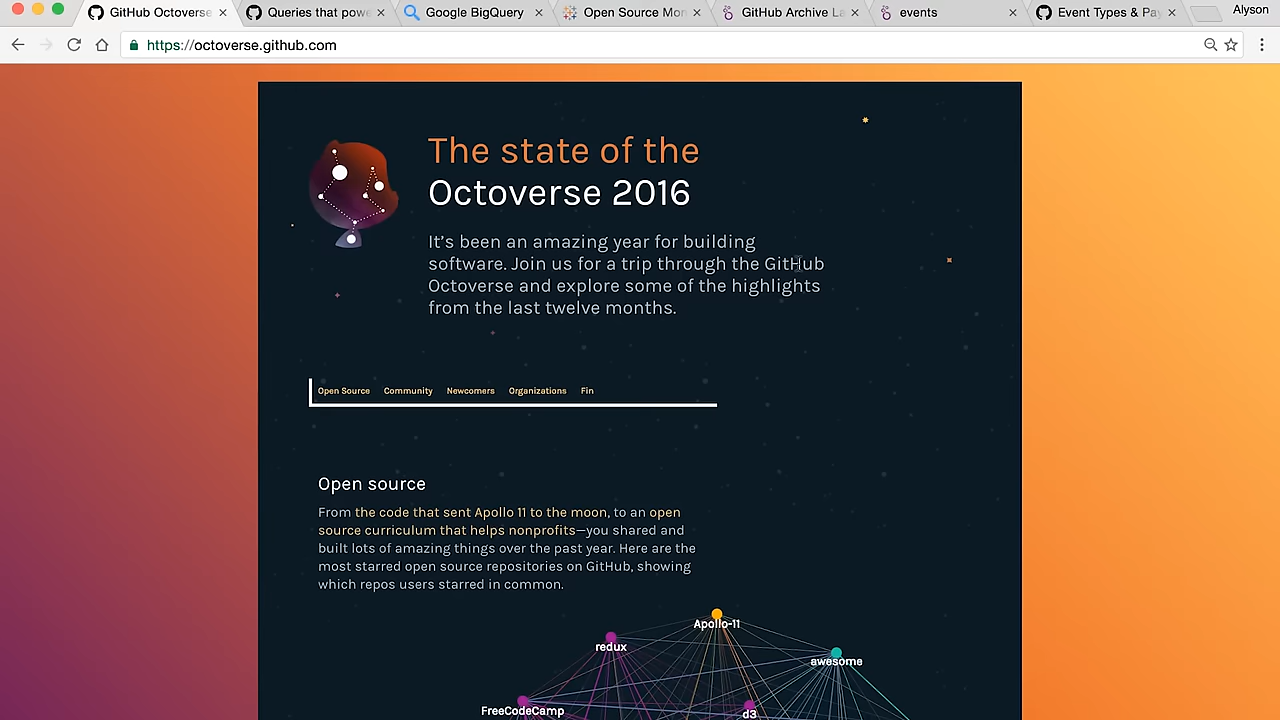 GitHub Octoverse
Queries that powe
Google BigQuery
Open Source Mon
GitHub Archive La
events
Event Types & Pay
Alyson
https://octoverse.github.com
The state of the
Octoverse 2016
It’s been an amazing year for building
software. Join us for a trip through the GitHub
Octoverse and explore some of the highlights
from the last twelve months.
Open Source Community Newcomers Organizations Fin
Open source
From the code that sent Apollo 11 to the moon, to an open
source curriculum that helps nonprofits—you shared and
built lots of amazing things over the past year. Here are the
most starred open source repositories on GitHub, showing
which repos users starred in common.
Apollo-11
redux
awesome
FreeCodeCamp
d3